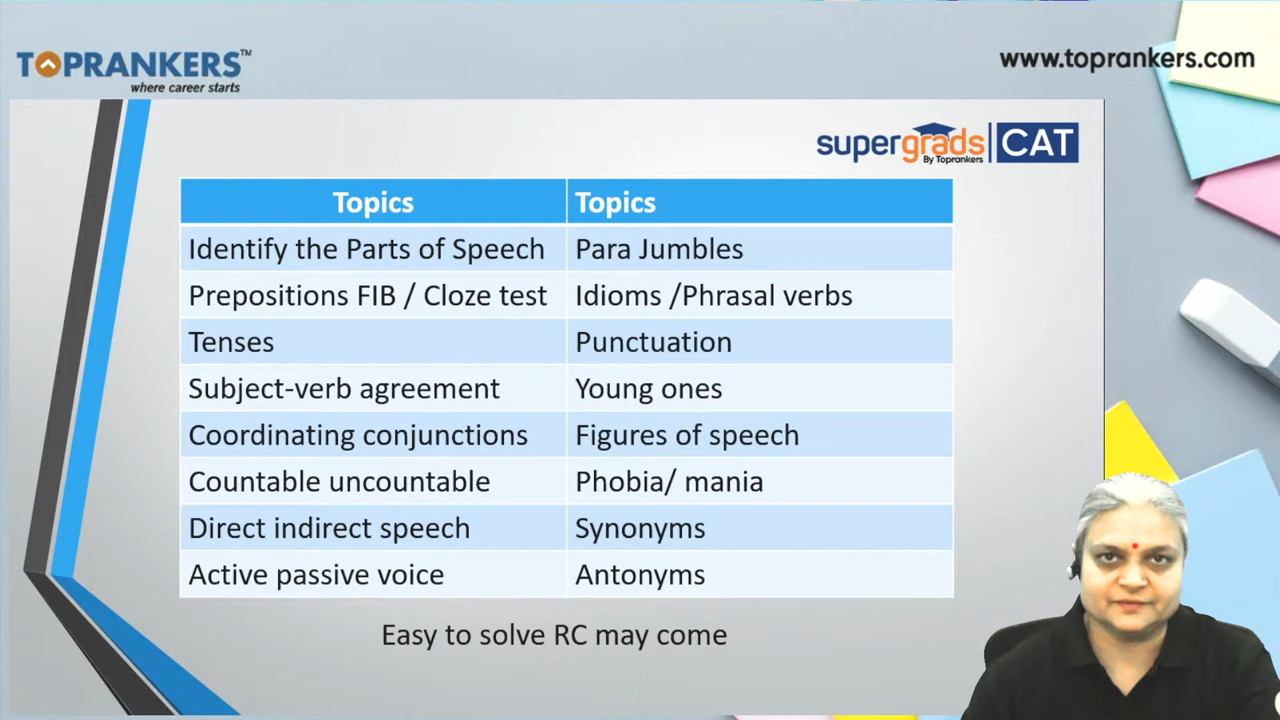 TOPRANKERS™
where career starts
www.toprankers.com
supergrads | CAT
By Toprankers
Topics Topics
Identify the Parts of Speech Para Jumbles
Prepositions FIB / Cloze test Idioms /Phrasal verbs
Tenses Punctuation
Subject-verb agreement Young ones
Coordinating conjunctions Figures of speech
Countable uncountable Phobia/ mania
Direct indirect speech Synonyms
Active passive voice Antonyms
Easy to solve RC may come